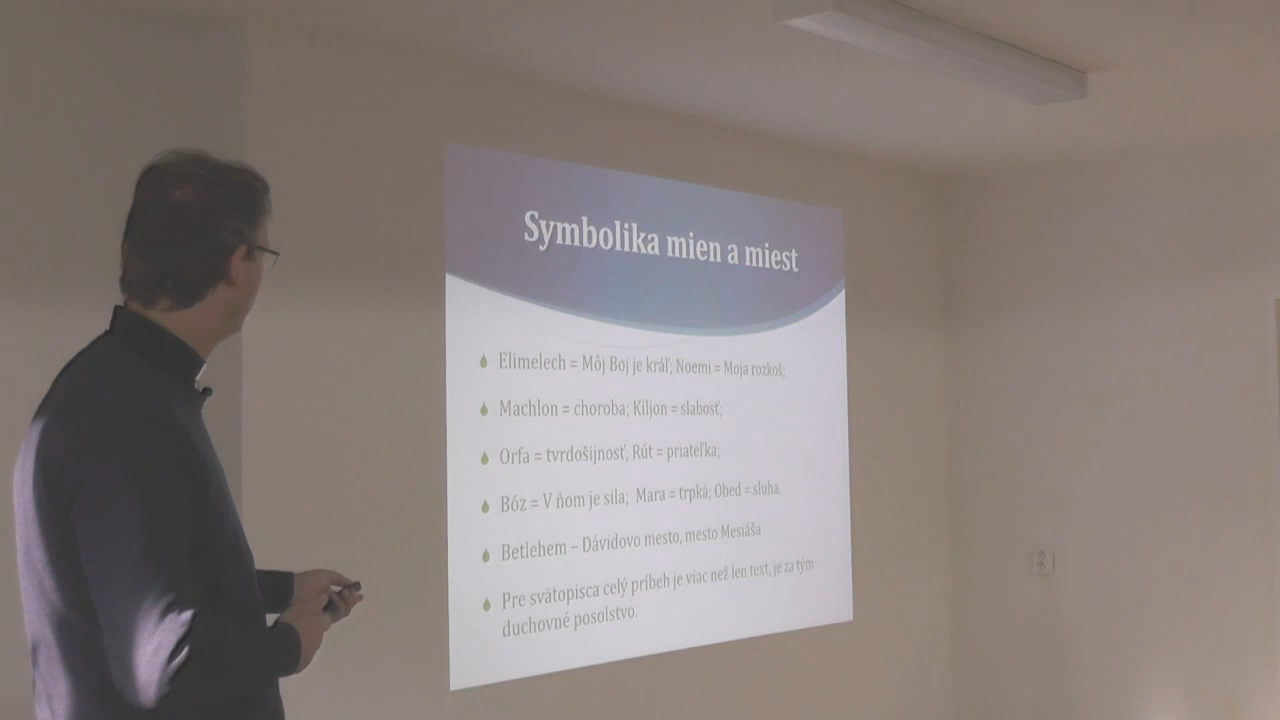 Symbolika mien a miest
Elimelech = Môj Boj je kráľ; Noemi = Moja rozkoš;
Machlon = choroba; Kiljon = slabosť;
Orfa = tvrdošijnosť; Rút = priateľka;
Bóz = V ňom je sila; Mara = trpká; Obed = sluha.
Betlehem – Dávidovo mesto, mesto Mesiáša
Pre svätopisca celý príbeh je viac než len text, je za tým
duchovné posolstvo.